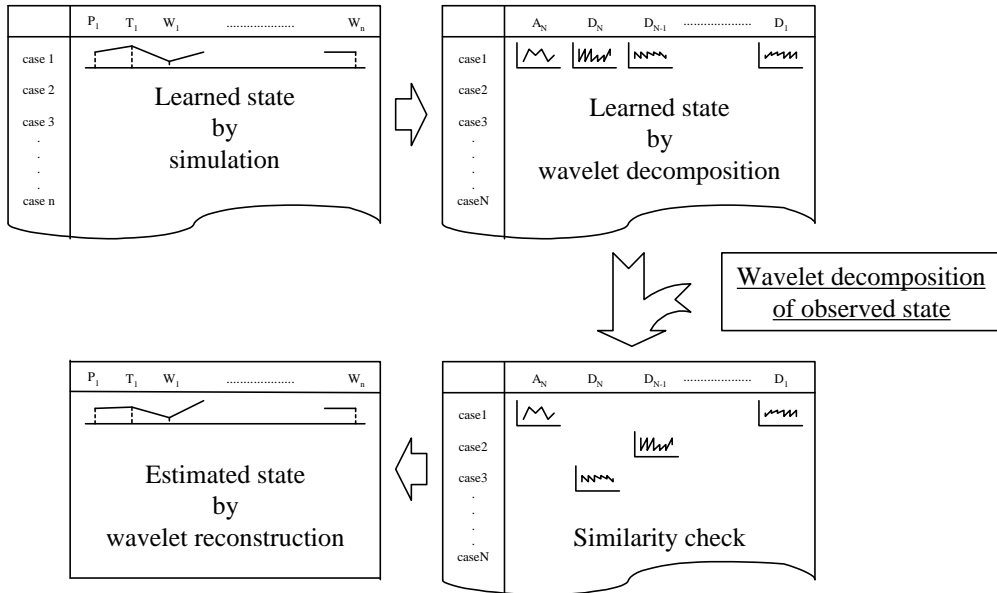 P1 T1 W1 ..................... Wn
case 1
case 2
case 3
.
.
.
.
case n
Learned state
by
simulation
AN DN DN-1 ..................... D1
case1
case2
case3
.
.
.
.
caseN
Learned state
by
wavelet decomposition
Wavelet decomposition
of observed state
P1 T1 W1 ..................... Wn
Estimated state
by
wavelet reconstruction
AN DN DN-1 ..................... D1
case1
case2
case3
.
.
.
.
caseN
Similarity check